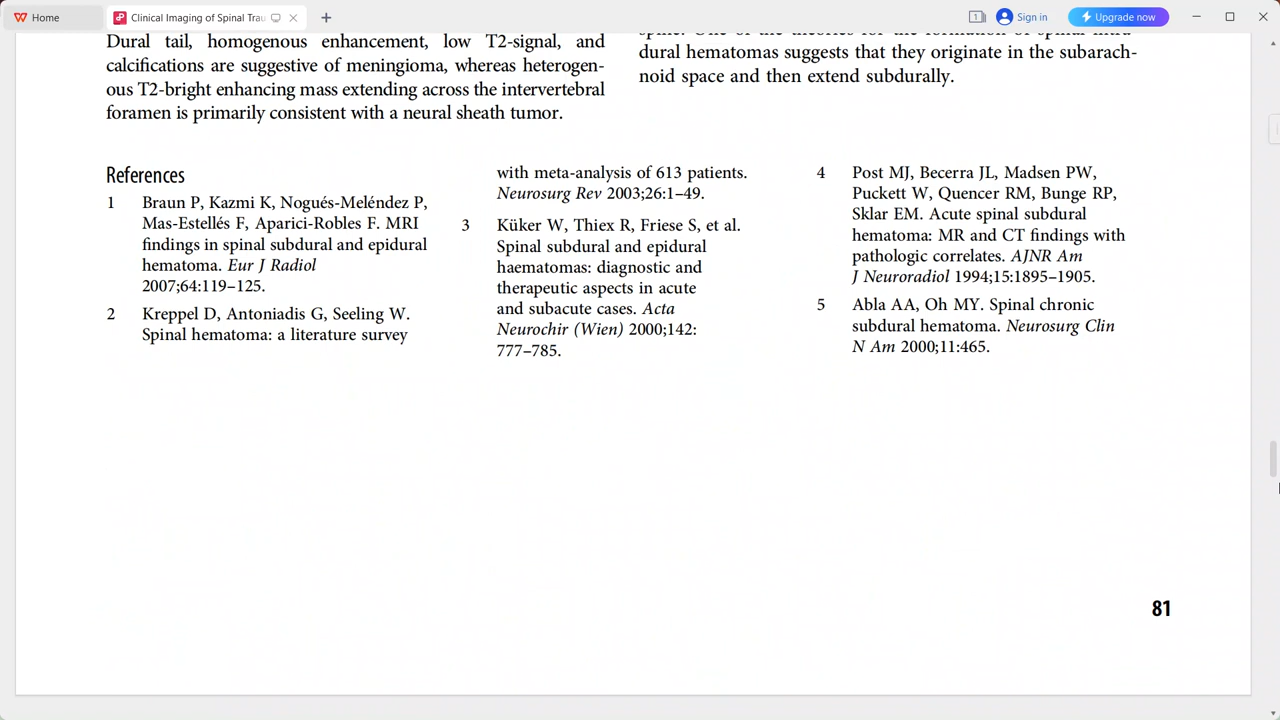 Home
Clinical Imaging of Spinal Trau
1
Sign in
Upgrade now
Dural tail, homogenous enhancement, low T2-signal, and
calcifications are suggestive of meningioma, whereas heterogen-
ous T2-bright enhancing mass extending across the intervertebral
foramen is primarily consistent with a neural sheath tumor.
dural hematomas suggests that they originate in the subarach-
noid space and then extend subdurally.
References
1 Braun P, Kazmi K, Nogués-Meléndez P,
Mas-Estellés F, Aparici-Robles F. MRI
findings in spinal subdural and epidural
hematoma. Eur J Radiol
2007;64:119–125.
2 Kreppel D, Antoniadis G, Seeling W.
Spinal hematoma: a literature survey
with meta-analysis of 613 patients.
Neurosurg Rev 2003;26:1–49.
3 Küker W, Thiex R, Friese S, et al.
Spinal subdural and epidural
haematomas: diagnostic and
therapeutic aspects in acute
and subacute cases. Acta
Neurochir (Wien) 2000;142:
777–785.
4 Post MJ, Becerra JL, Madsen PW,
Puckett W, Quencer RM, Bunge RP,
Sklar EM. Acute spinal subdural
hematoma: MR and CT findings with
pathologic correlates. AJNR Am
J Neuroradiol 1994;15:1895–1905.
5 Abla AA, Oh MY. Spinal chronic
subdural hematoma. Neurosurg Clin
N Am 2000;11:465.
81